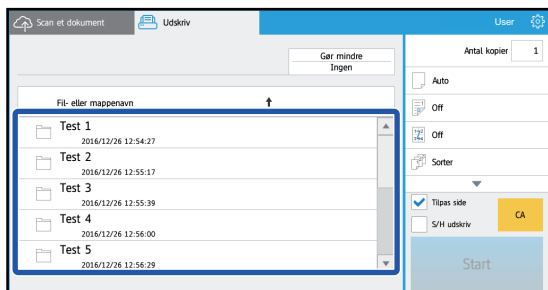 Scan et dokument
Udskriv
User
Gør mindre
Ingen
Antal kopier 1
Fil- eller mappenavn
Test 1
2016/12/26 12:54:27
Test 2
2016/12/26 12:55:17
Test 3
2016/12/26 12:55:39
Test 4
2016/12/26 12:56:00
Test 5
2016/12/26 12:56:29
Auto
Off
Off
Sorter
Tilpas side
S/H udskriv
CA
Start